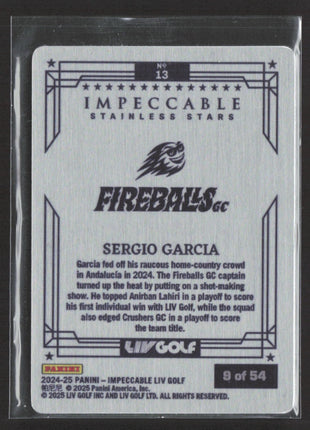 Nº
13
IMPECCABLE
STAINLESS STARS
FIREBALLS GC
SERGIO GARCIA
Garcia fed off his raucous home-country crowd
in Andalucía in 2024. The Fireballs GC captain
turned up the heat by putting on a shot-making
show. He topped Anirban Lahiri in a playoff to score
his first individual win with LIV Golf, while the squad
also edged Crushers GC in a playoff to score
the team title.
LIV GOLF
PANINI
8 of 54
2024-25 PANINI – IMPECCABLE LIV GOLF
帕尼尼 © 2025 Panini America, Inc.
© 2025 LIV GOLF INC AND LIV GOLF LTD. ALL RIGHTS RESERVED.